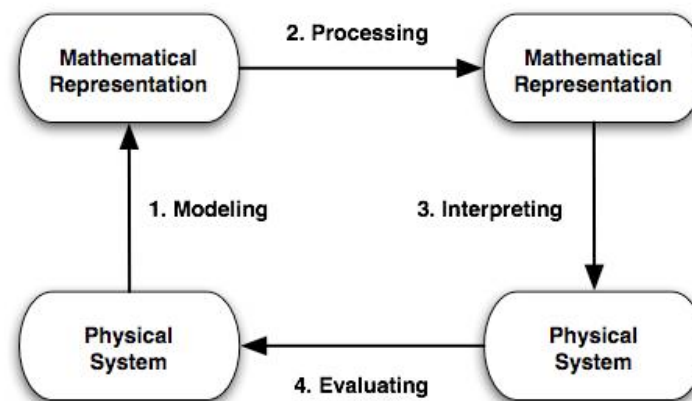 2. Processing
Mathematical
Representation
Mathematical
Representation
1. Modeling
3. Interpreting
Physical
System
Physical
System
4. Evaluating